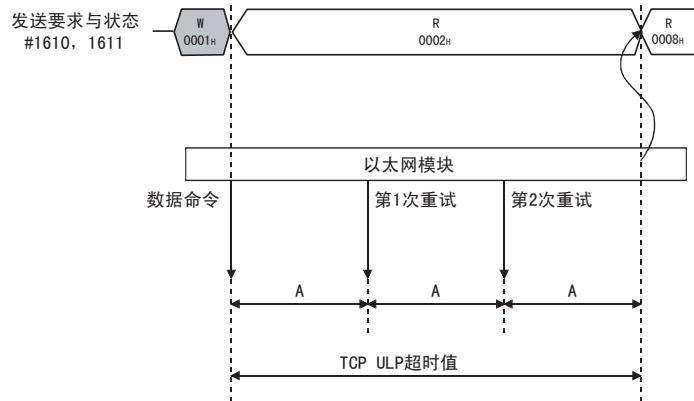 发送要求与状态
#1610，1611
W
0001H
R
0002H
R
0008H
以太网模块
数据命令
第1次重试
第2次重试
A
A
A
TCP ULP超时值